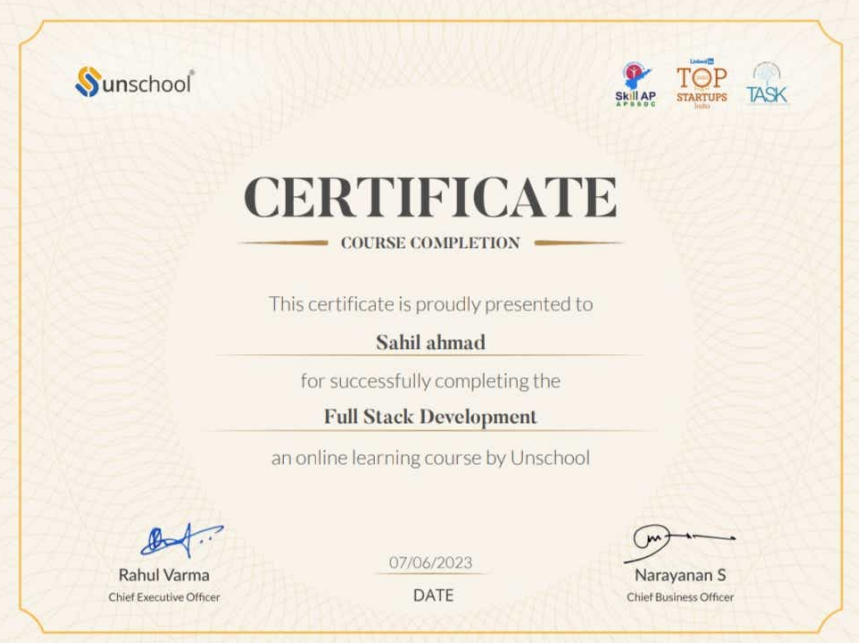 Sunschool
Skill AP
APSSDC
LinkedIn
TOP
STARTUPS
India
TASK
CERTIFICATE
COURSE COMPLETION
This certificate is proudly presented to
Sahil ahmad
for successfully completing the
Full Stack Development
an online learning course by Unschool
Rahul Varma
Chief Executive Officer
07/06/2023
DATE
Narayanan S
Chief Business Officer